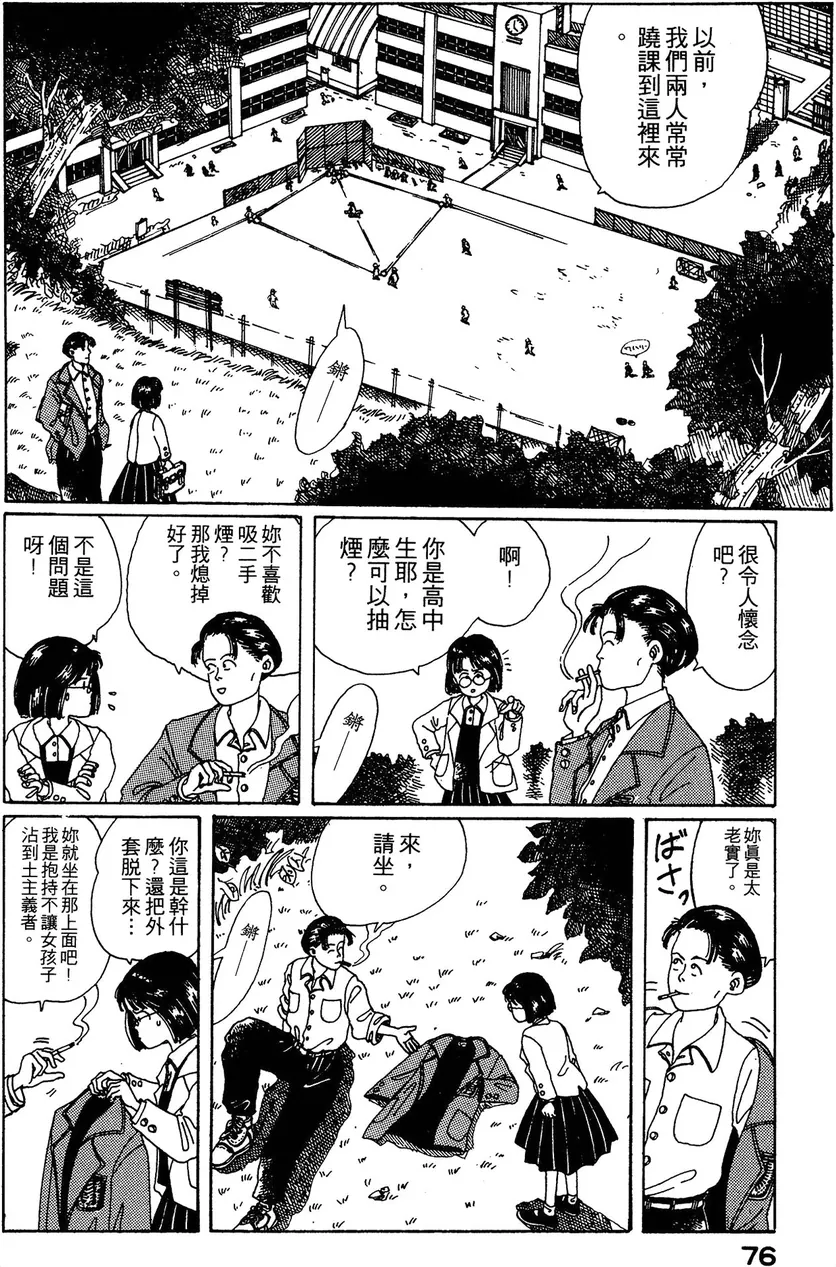 以前，
我們兩人常常
蹺課到這裡來
。
鏘——
ワハハ
很令人懷念
吧？
啊！
你是高中
生耶，怎
麼可以抽
煙？
鏘——
妳不喜歡
吸二手
煙？
那我熄掉
好了。
不是這
個問題
呀！
妳真是太
老實了。
ばさっ
來，
請坐。
鏘——
你這是幹什
麼？還把外
套脫下來…
妳就坐在那上面吧！
我是抱持不讓女孩子
沾到土主義者。
76